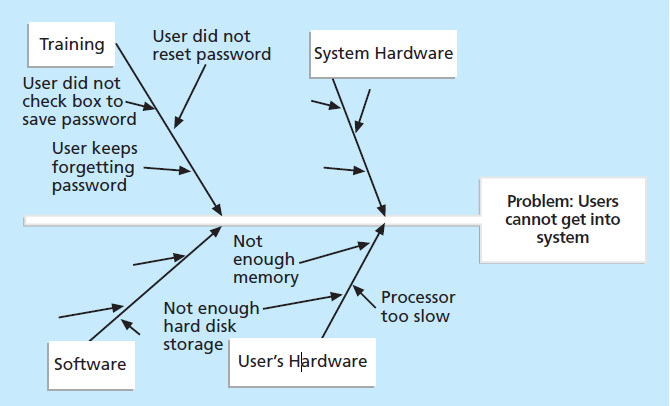 Training
User did not
reset password
System Hardware
User did not
check box to
save password
User keeps
forgetting
password
Problem: Users
cannot get into
system
Not
enough
memory
Not enough
hard disk
storage
Processor
too slow
Software
User's Hardware